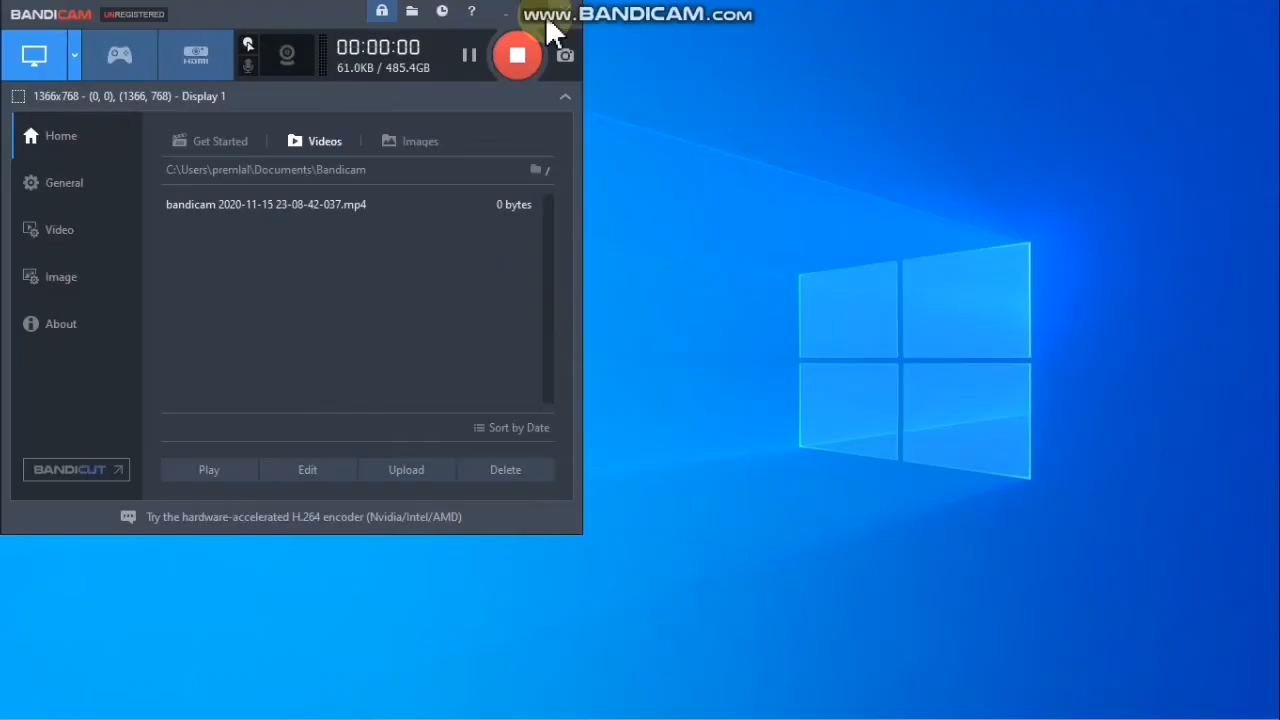 BANDICAM UNREGISTERED
?
www.BANDICAM.com
HDMI
00:00:00
61.0KB / 485.4GB
1366x768 - (0, 0), (1366, 768) - Display 1
Home
General
Video
Image
About
BANDICUT
Get Started
Videos
Images
C:\Users\premlal\Documents\Bandicam
/
bandicam 2020-11-15 23-08-42-037.mp4 0 bytes
Sort by Date
Play Edit Upload Delete
Try the hardware-accelerated H.264 encoder (Nvidia/Intel/AMD)